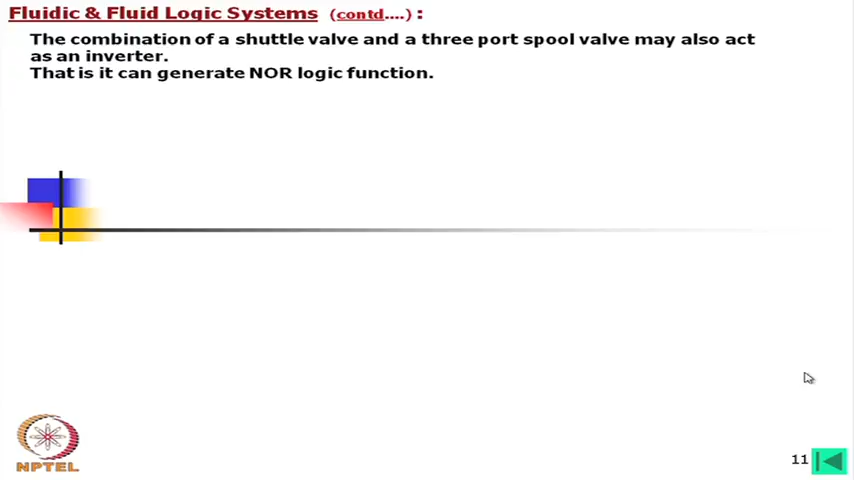 Fluidic & Fluid Logic Systems (contd....) :
The combination of a shuttle valve and a three port spool valve may also act
as an inverter.
That is it can generate NOR logic function.
NPTEL
11